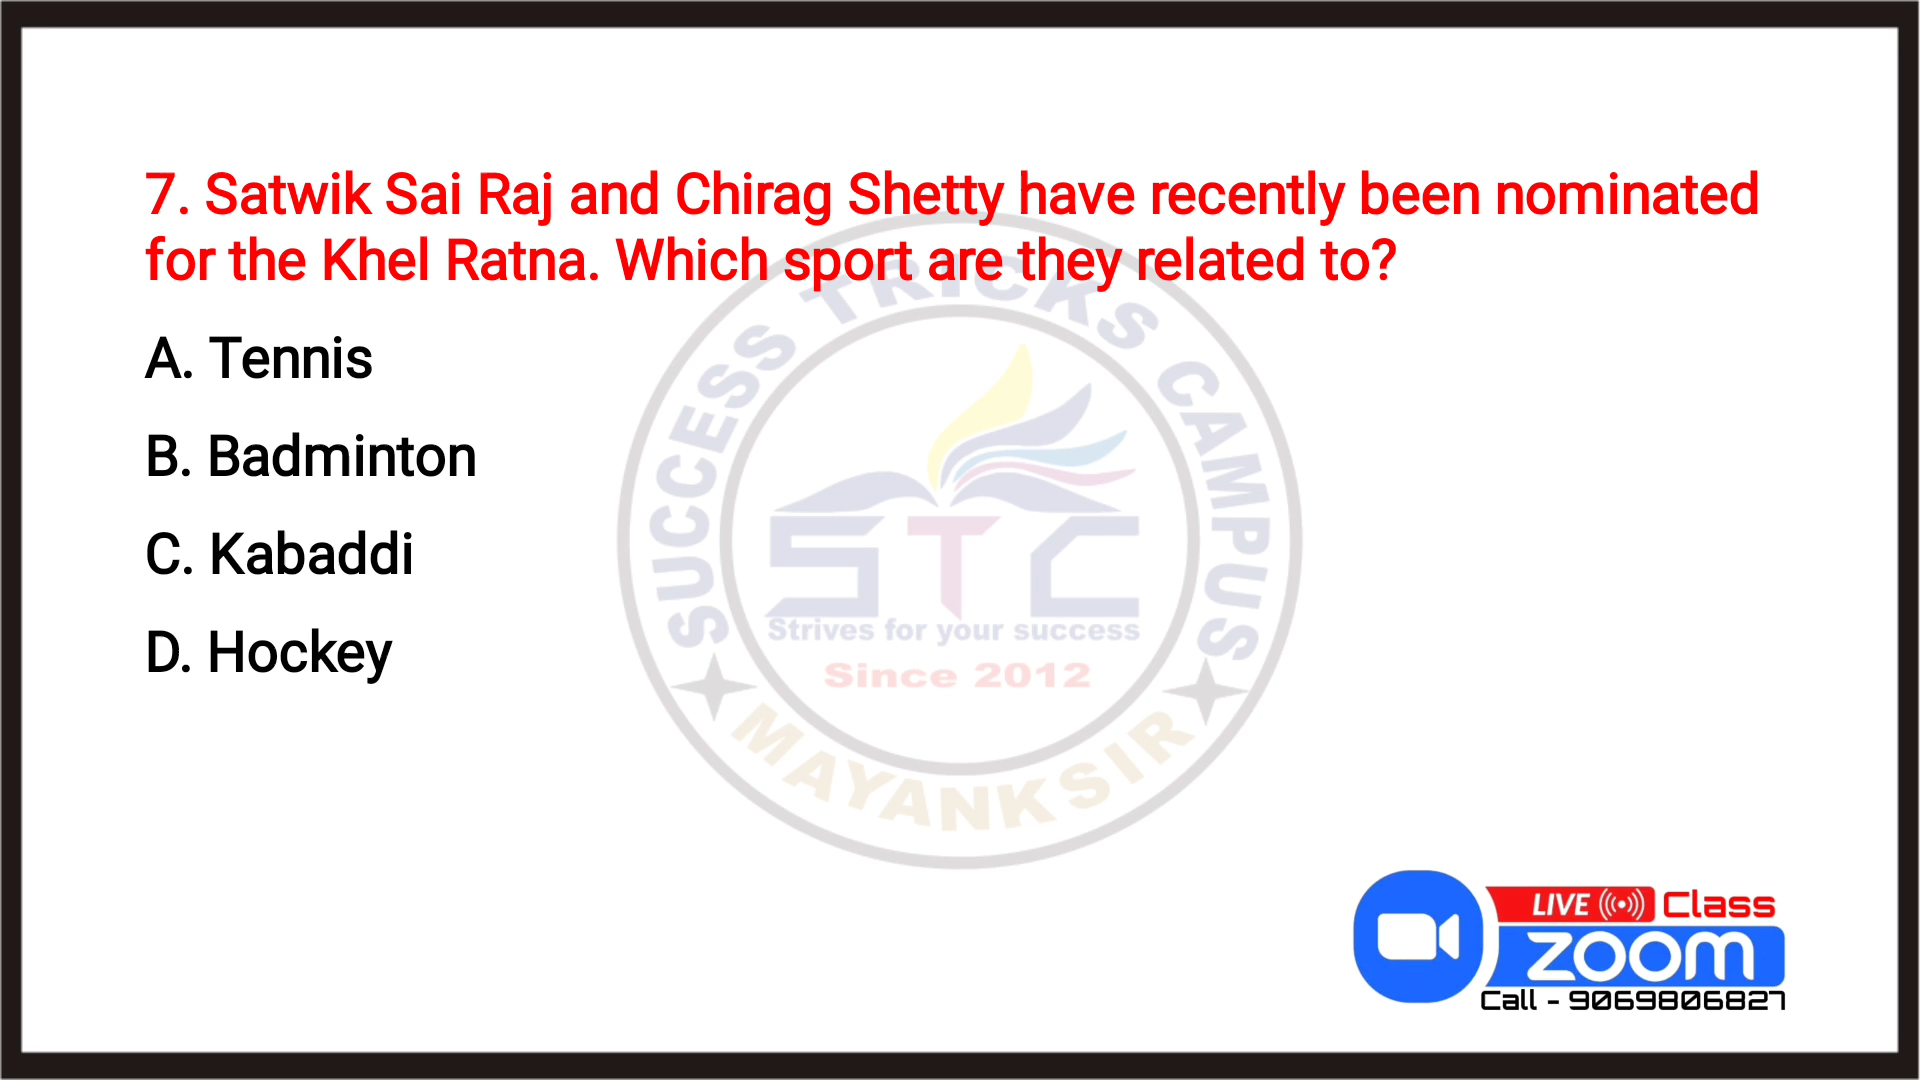 7. Satwik Sai Raj and Chirag Shetty have recently been nominated
for the Khel Ratna. Which sport are they related to?
A. Tennis
B. Badminton
C. Kabaddi
D. Hockey
SUCCESS TRICKS CAMPUS
STC
Strives for your success
Since 2012
MAYANKSIR
LIVE Class
zoom
Call - 9069806827